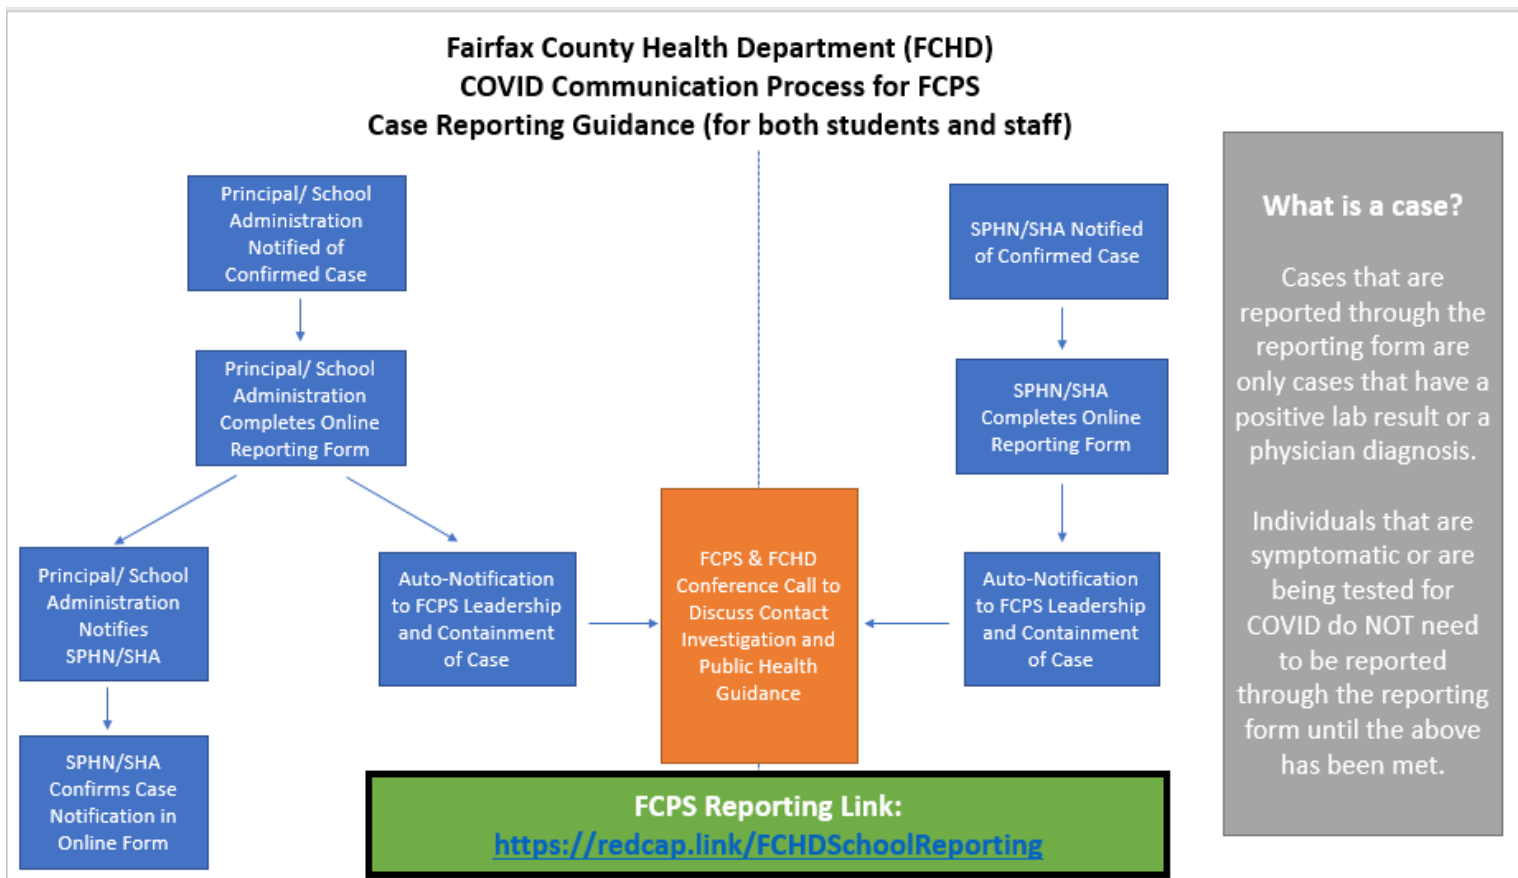 Fairfax County Health Department (FCHD)
COVID Communication Process for FCPS
Case Reporting Guidance (for both students and staff)
Principal/ School
Administration
Notified of
Confirmed Case
Principal/ School
Administration
Completes Online
Reporting Form
Principal/ School
Administration
Notifies
SPHN/SHA
SPHN/SHA
Confirms Case
Notification in
Online Form
Auto-Notification
to FCPS Leadership
and Containment
of Case
FCPS & FCHD
Conference Call to
Discuss Contact
Investigation and
Public Health
Guidance
SPHN/SHA Notified
of Confirmed Case
SPHN/SHA
Completes Online
Reporting Form
Auto-Notification
to FCPS Leadership
and Containment
of Case
FCPS Reporting Link:
https://redcap.link/FCHDSchoolReporting
What is a case?
Cases that are
reported through the
reporting form are
only cases that have a
positive lab result or a
physician diagnosis.
Individuals that are
symptomatic or are
being tested for
COVID do NOT need
to be reported
through the reporting
form until the above
has been met.